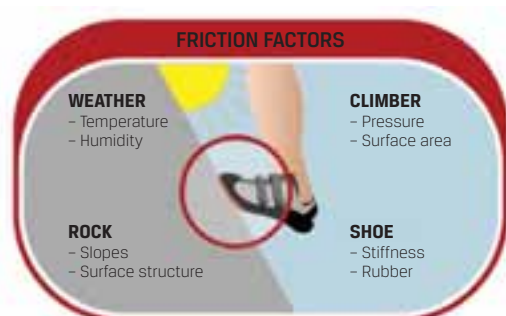 FRICTION FACTORS
WEATHER
– Temperature
– Humidity
CLIMBER
– Pressure
– Surface area
ROCK
– Slopes
– Surface structure
SHOE
– Stiffness
– Rubber